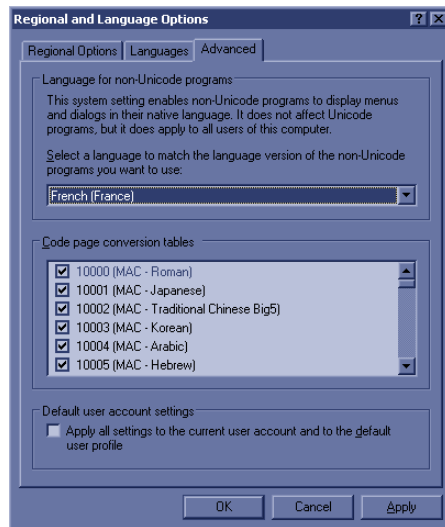 Regional and Language Options
Regional Options
Languages
Advanced
Language for non-Unicode programs
This system setting enables non-Unicode programs to display menus
and dialogs in their native language. It does not affect Unicode
programs, but it does apply to all users of this computer.
Select a language to match the language version of the non-Unicode
programs you want to use:
French (France)
Code page conversion tables
10000 (MAC - Roman)
10001 (MAC - Japanese)
10002 (MAC - Traditional Chinese Big5)
10003 (MAC - Korean)
10004 (MAC - Arabic)
10005 (MAC - Hebrew)
Default user account settings
Apply all settings to the current user account and to the default
user profile
OK
Cancel
Apply